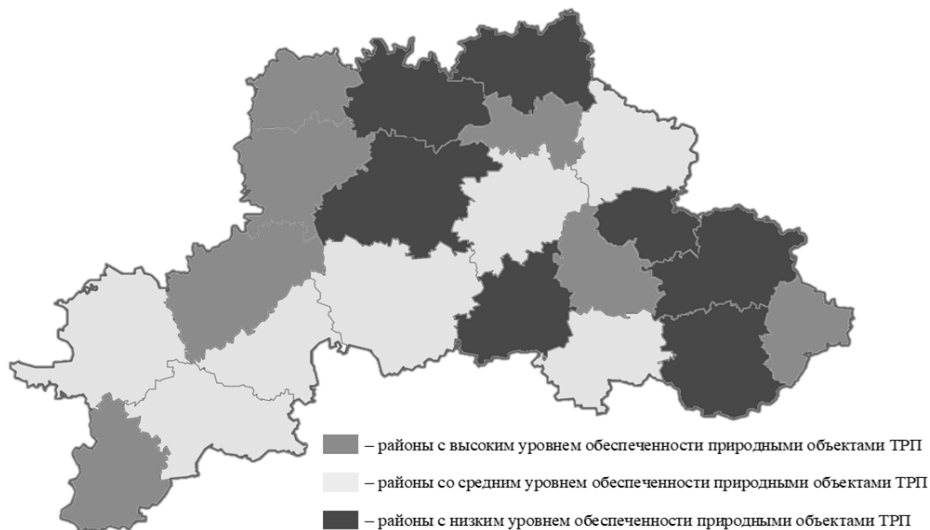 – районы с высоким уровнем обеспеченности природными объектами ТРП
– районы со средним уровнем обеспеченности природными объектами ТРП
– районы с низким уровнем обеспеченности природными объектами ТРП